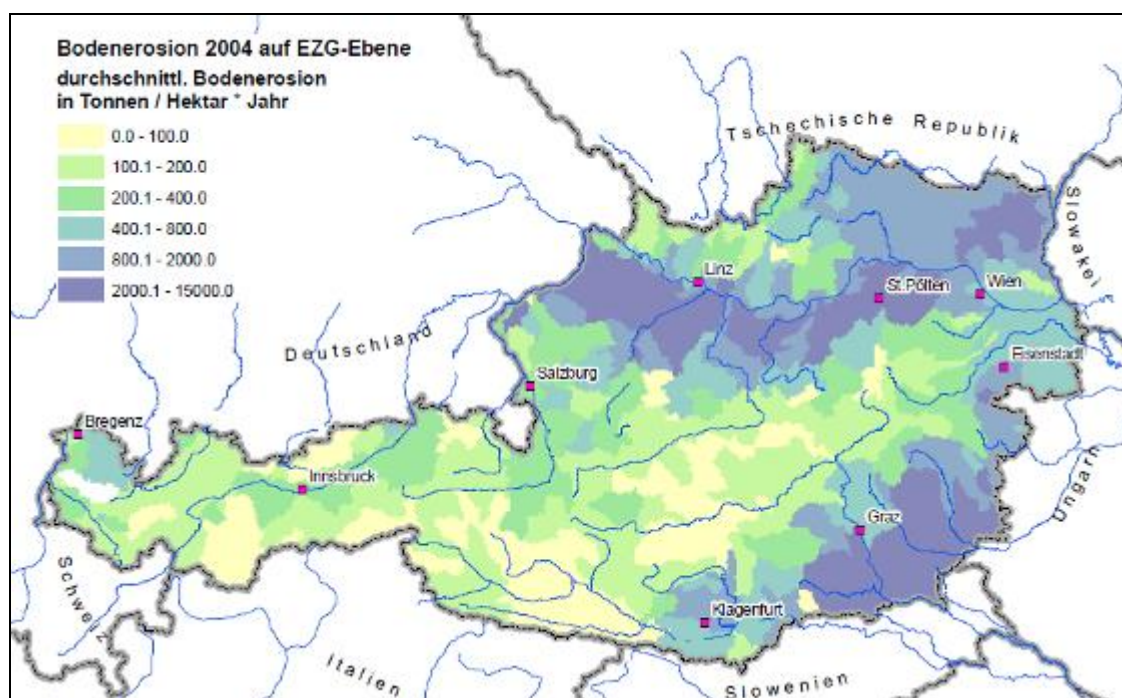 Bodenerosion 2004 auf EZG-Ebene
durchschnittl. Bodenerosion
in Tonnen / Hektar * Jahr
0.0 - 100.0
100.1 - 200.0
200.1 - 400.0
400.1 - 800.0
800.1 - 2000.0
2000.1 - 15000.0
Tschechische Republik
Slowakei
Linz
St.Pölten
Wien
Deutschland
Eisenstadt
Salzburg
Bregenz
Innsbruck
Ungarn
Graz
Schweiz
Klagenfurt
Italien
Slowenien